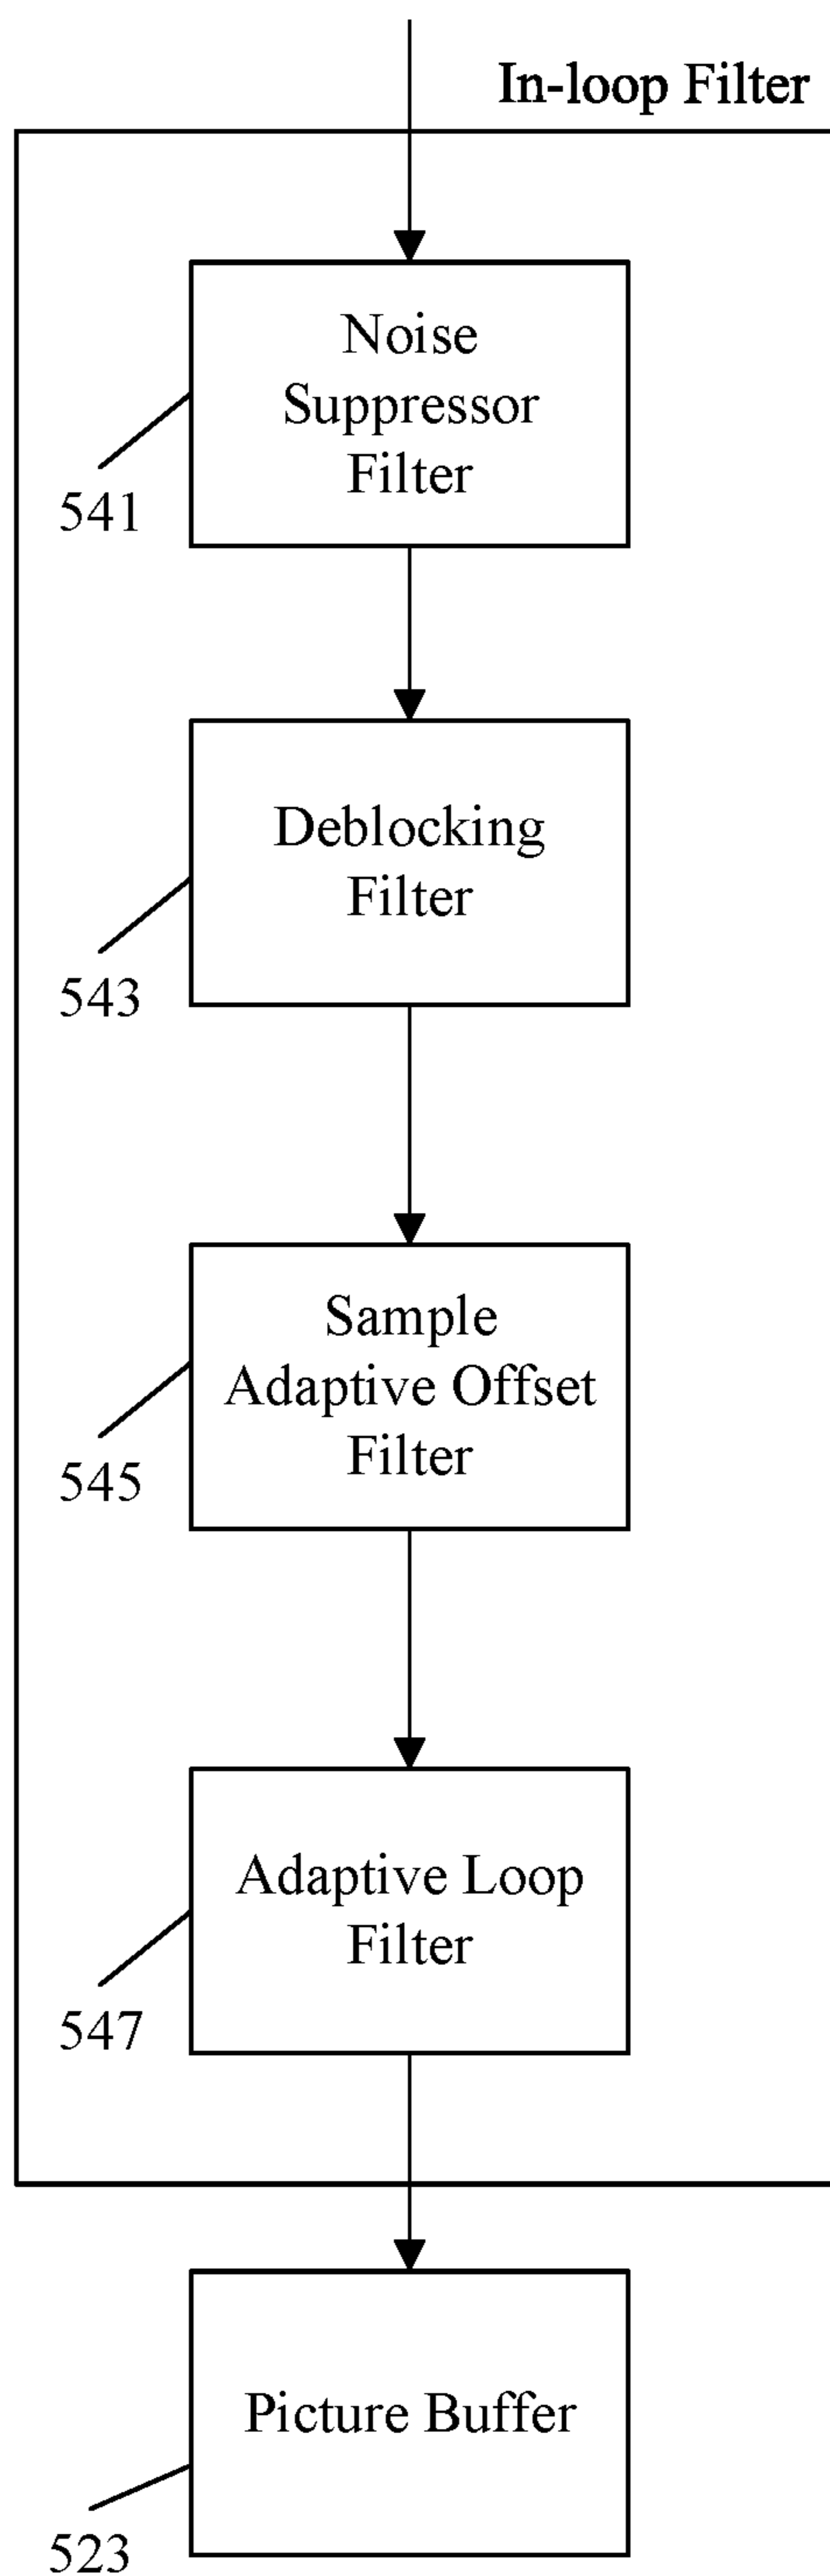 In-loop Filter
Noise
Suppressor
Filter
541
Deblocking
Filter
543
Sample
Adaptive Offset
Filter
545
Adaptive Loop
Filter
547
Picture Buffer
523